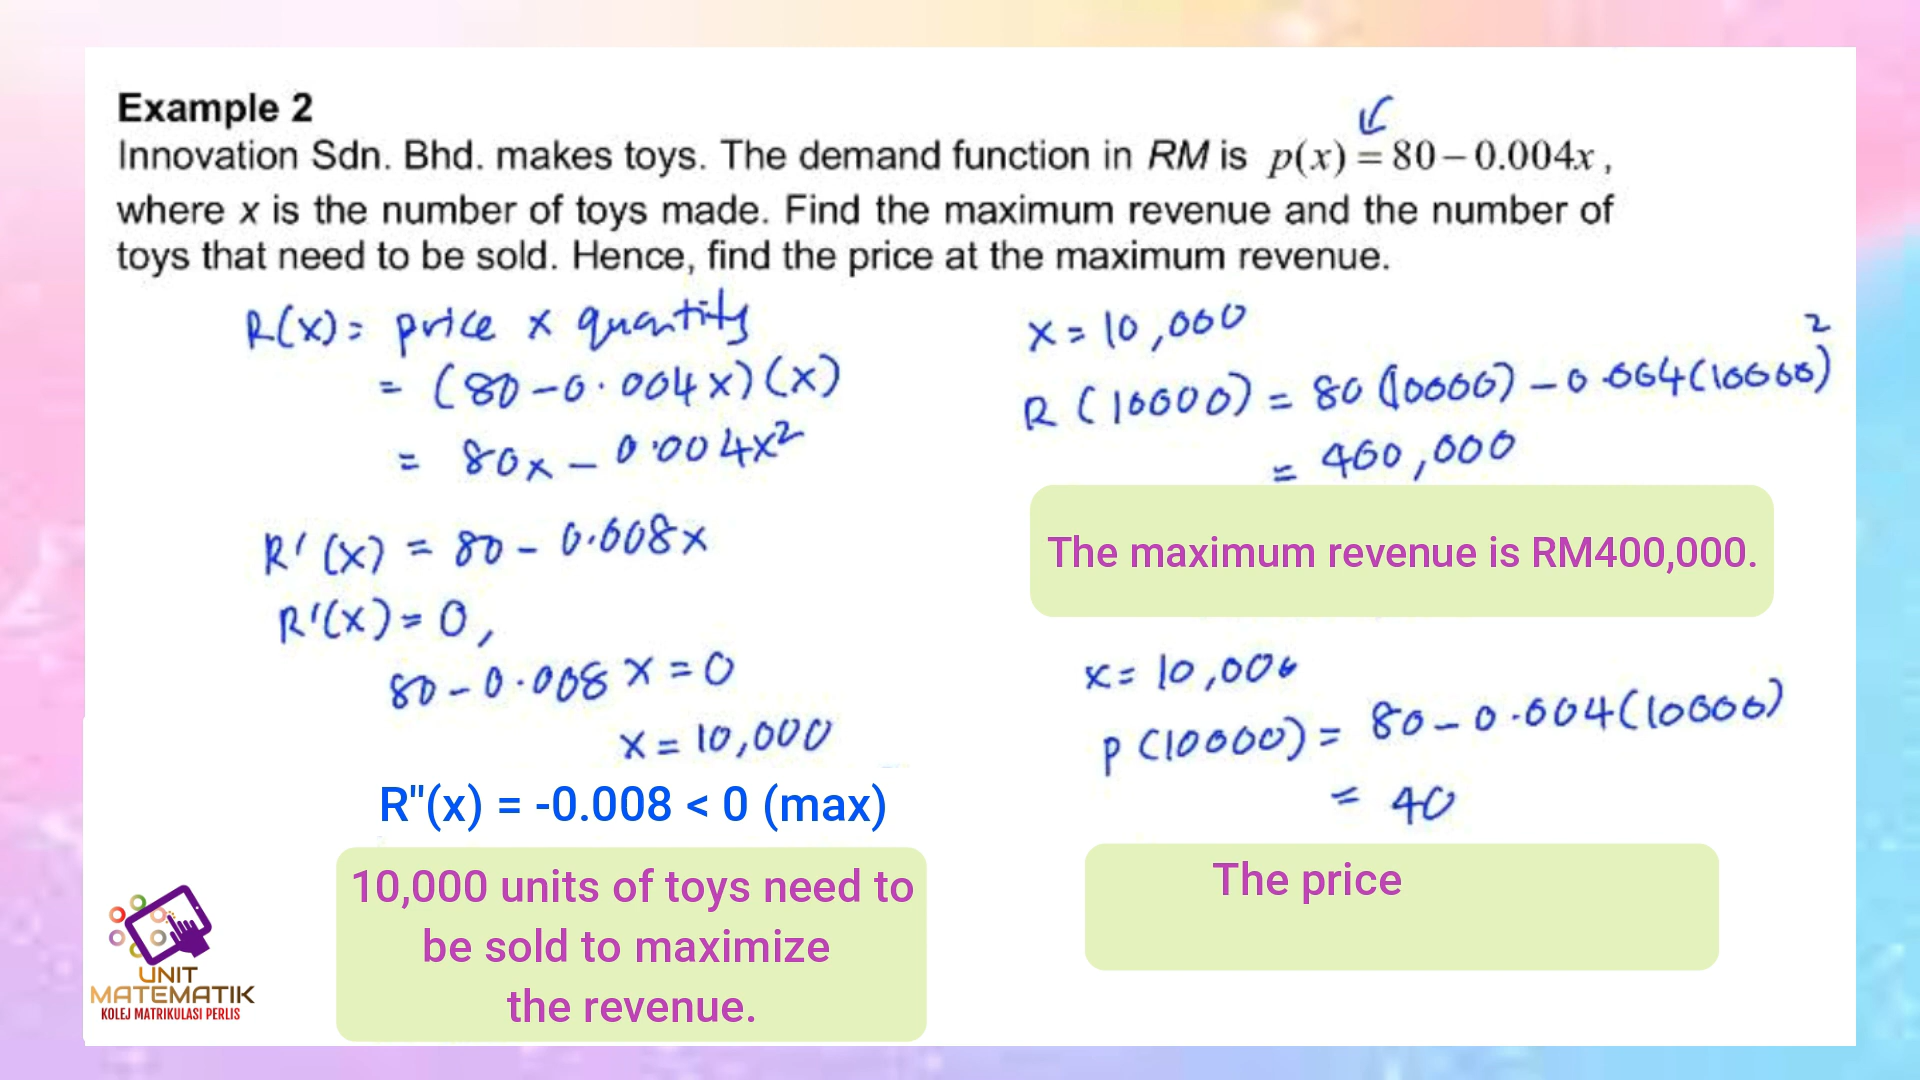 Example 2
Innovation Sdn. Bhd. makes toys. The demand function in RM is p(x) = 80 – 0.004x ,
where x is the number of toys made. Find the maximum revenue and the number of
toys that need to be sold. Hence, find the price at the maximum revenue.
R(x) = price x quantity
= (80 - 0.004x)(x)
= 80x - 0.004x²
R'(x) = 80 - 0.008x
R'(x) = 0,
80 - 0.008x = 0
x = 10,000
R"(x) = -0.008 < 0 (max)
10,000 units of toys need to
be sold to maximize
the revenue.
x = 10,000
R(10000) = 80(10000) - 0.004(10000)²
= 400,000
The maximum revenue is RM400,000.
x = 10,000
P(10000) = 80 - 0.004(10000)
= 40
The price
UNIT
MATEMATIK
KOLEJ MATRIKULASI PERLIS